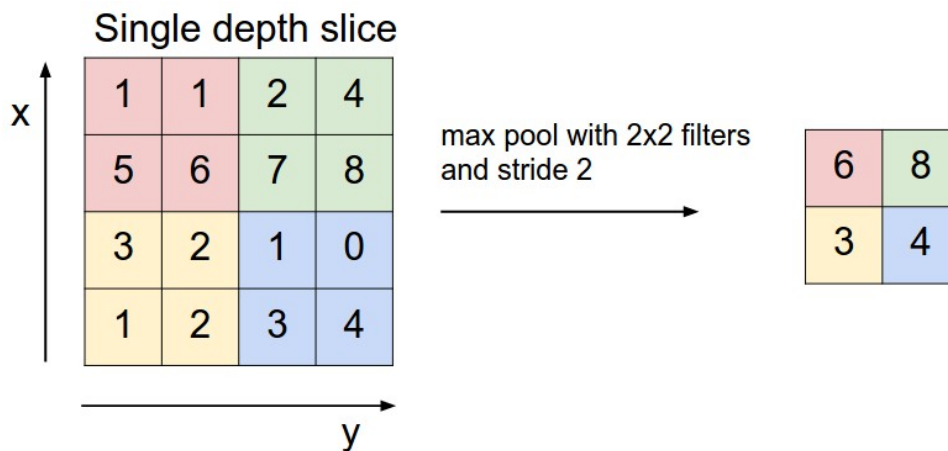 Single depth slice
x
1 1 2 4
5 6 7 8
3 2 1 0
1 2 3 4
y
max pool with 2x2 filters
and stride 2
6 8
3 4